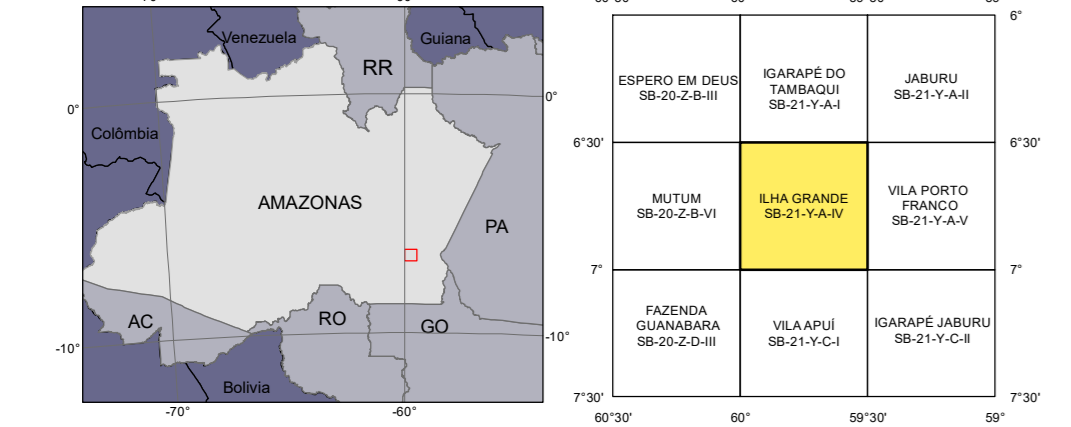 Venezuela
Guiana
RR
0°
0°
Colômbia
AMAZONAS
PA
AC
RO
GO
-10°
-10°
Bolivia
-70°
-60°
6°
ESPERO EM DEUS
SB-20-Z-B-III
IGARAPÉ DO
TAMBAQUI
SB-21-Y-A-I
JABURU
SB-21-Y-A-II
6°30'
6°30'
MUTUM
SB-20-Z-B-VI
ILHA GRANDE
SB-21-Y-A-IV
VILA PORTO
FRANCO
SB-21-Y-A-V
7°
7°
FAZENDA
GUANABARA
SB-20-Z-D-III
VILA APUÍ
SB-21-Y-C-I
IGARAPÉ JABURU
SB-21-Y-C-II
7°30'
7°30'
60°30'
60°
59°30'
59°